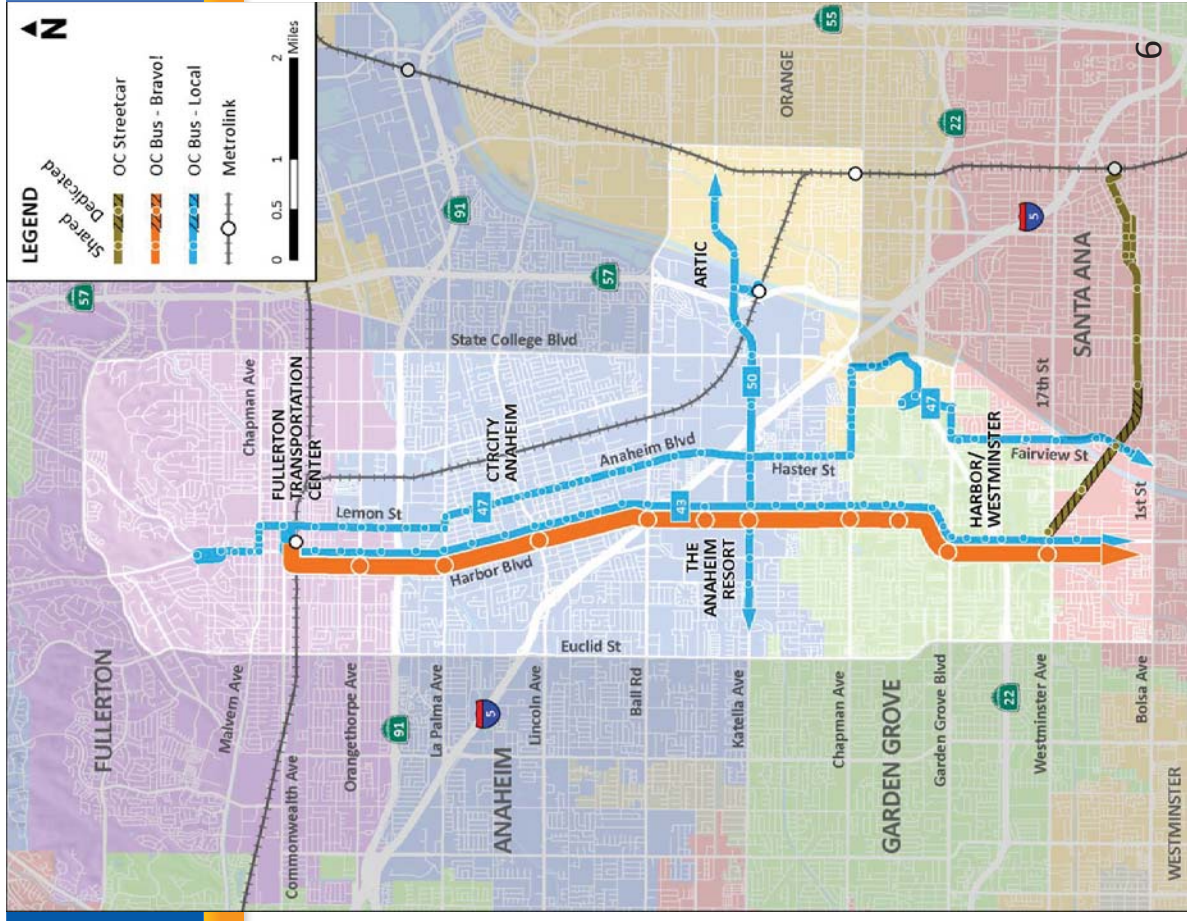 N
LEGEND
Shared
Dedicated
OC Streetcar
OC Bus - Bravo!
OC Bus - Local
Metrolink
0
0.5
1
2
Miles
57
FULLERTON
Chapman Ave
Malvern Ave
FULLERTON
TRANSPORTATION
CENTER
Commonwealth Ave
Orangethorpe Ave
Lemon St
State College Blvd
91
91
57
La Palma Ave
47
CTRCITY
ANAHEIM
5
ANAHEIM
Lincoln Ave
Harbor Blvd
Anaheim Blvd
Euclid St
Ball Rd
43
THE
ANAHEIM
RESORT
Katella Ave
50
ARTIC
Haster St
ORANGE
55
Chapman Ave
GARDEN GROVE
Garden Grove Blvd
47
22
22
HARBOR/
WESTMINSTER
Westminster Ave
17th St
Fairview St
5
SANTA ANA
1st St
Bolsa Ave
WESTMINSTER
9